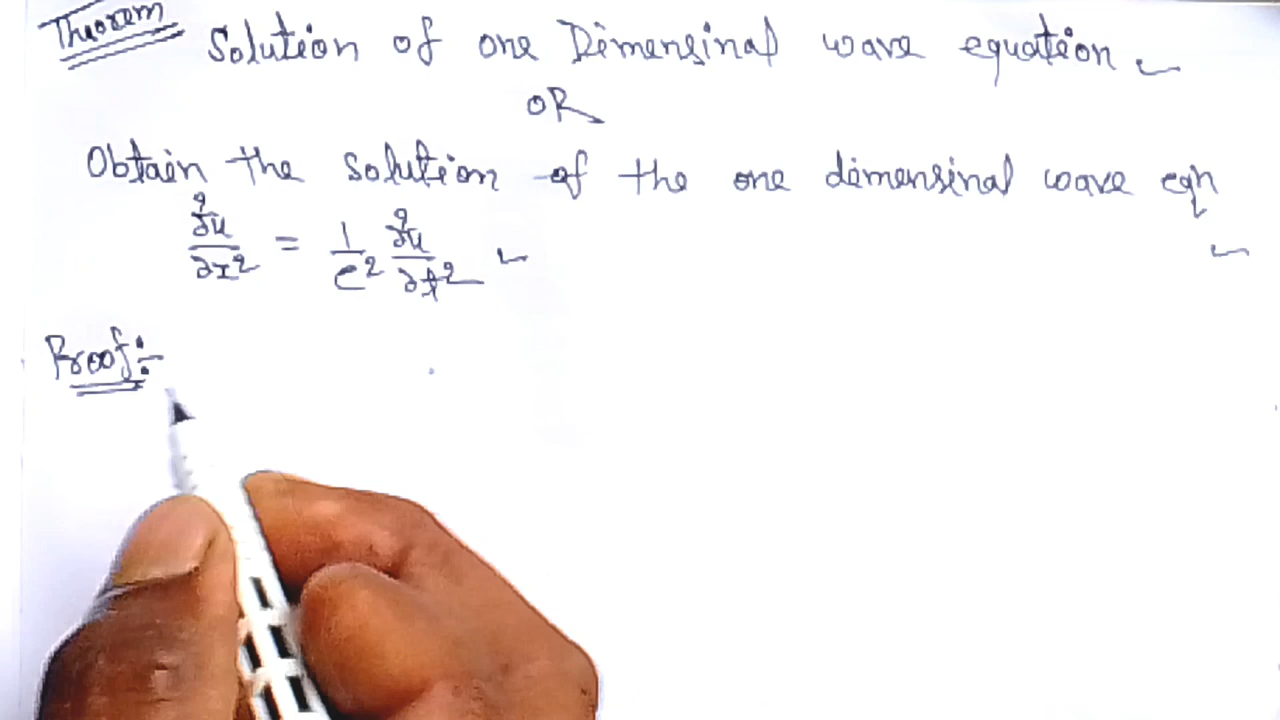 Theorem Solution of one Dimensinal wave equation
OR
Obtain the solution of the one dimensinal wave eqn
∂²u/∂x² = 1/c² ∂²u/∂t²
Proof:-